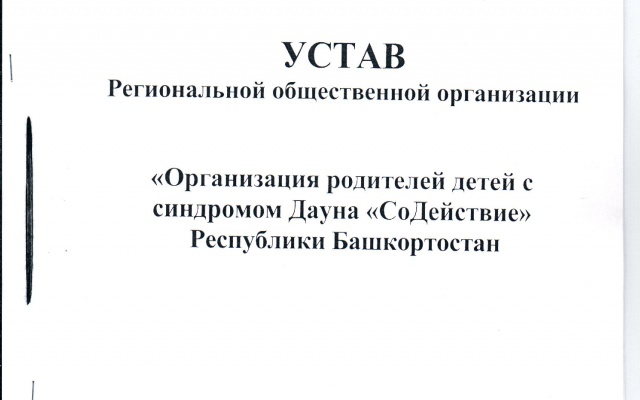 УСТАВ
Региональной общественной организации
«Организация родителей детей с
синдромом Дауна «СоДействие»
Республики Башкортостан